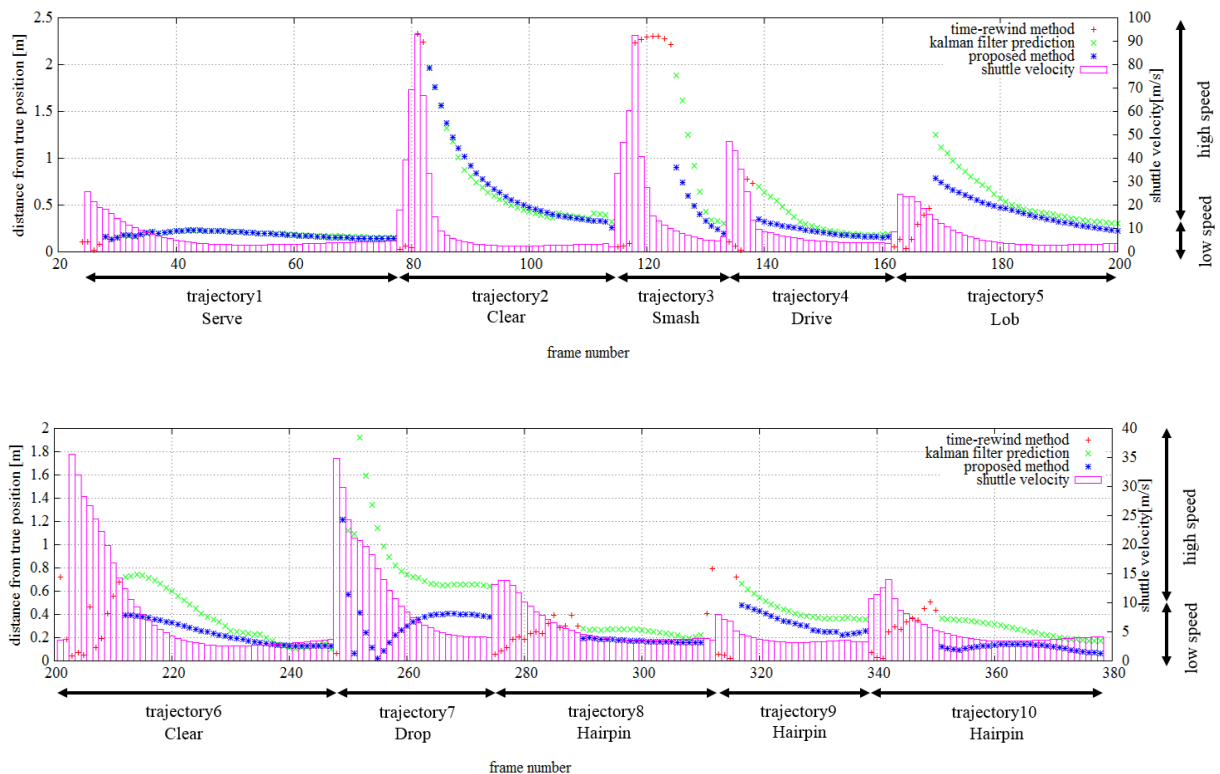 distance from true position [m]
2.5
2
1.5
1
0.5
0
time-rewind method
kalman filter prediction
proposed method
shuttle velocity
100
90
80
70
60
50
40
30
20
10
0
shuttle velocity[m/s]
high speed
low speed
20 40 60 80 100 120 140 160 180 200
trajectory1 trajectory2 trajectory3 trajectory4 trajectory5
Serve Clear Smash Drive Lob
frame number
distance from true position [m]
2
1.8
1.6
1.4
1.2
1
0.8
0.6
0.4
0.2
0
time-rewind method
kalman filter prediction
proposed method
shuttle velocity
40
35
30
25
20
15
10
5
0
shuttle velocity[m/s]
high speed
low speed
200 220 240 260 280 300 320 340 360 380
trajectory6 trajectory7 trajectory8 trajectory9 trajectory10
Clear Drop Hairpin Hairpin Hairpin
frame number